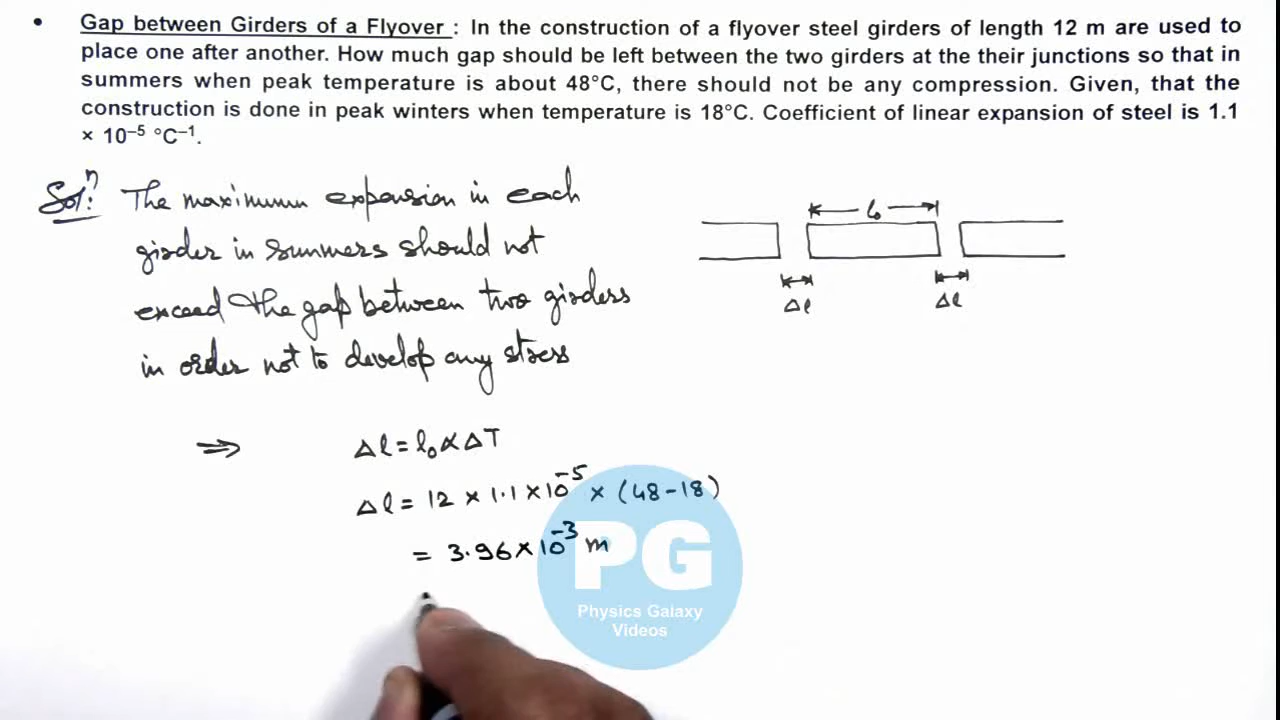 • Gap between Girders of a Flyover : In the construction of a flyover steel girders of length 12 m are used to
place one after another. How much gap should be left between the two girders at the their junctions so that in
summers when peak temperature is about 48°C, there should not be any compression. Given, that the
construction is done in peak winters when temperature is 18°C. Coefficient of linear expansion of steel is 1.1
× 10⁻⁵ °C⁻¹.
Solⁿ: The maximum expansion in each
girder in summers should not
exceed the gap between two girders
in order not to develop any stress
l₀
Δl Δl
⇒ Δl = l₀ α ΔT
Δl = 12 × 1.1 × 10⁻⁵ × (48-18)
= 3.96 × 10⁻³ m
PG
Physics Galaxy
Videos